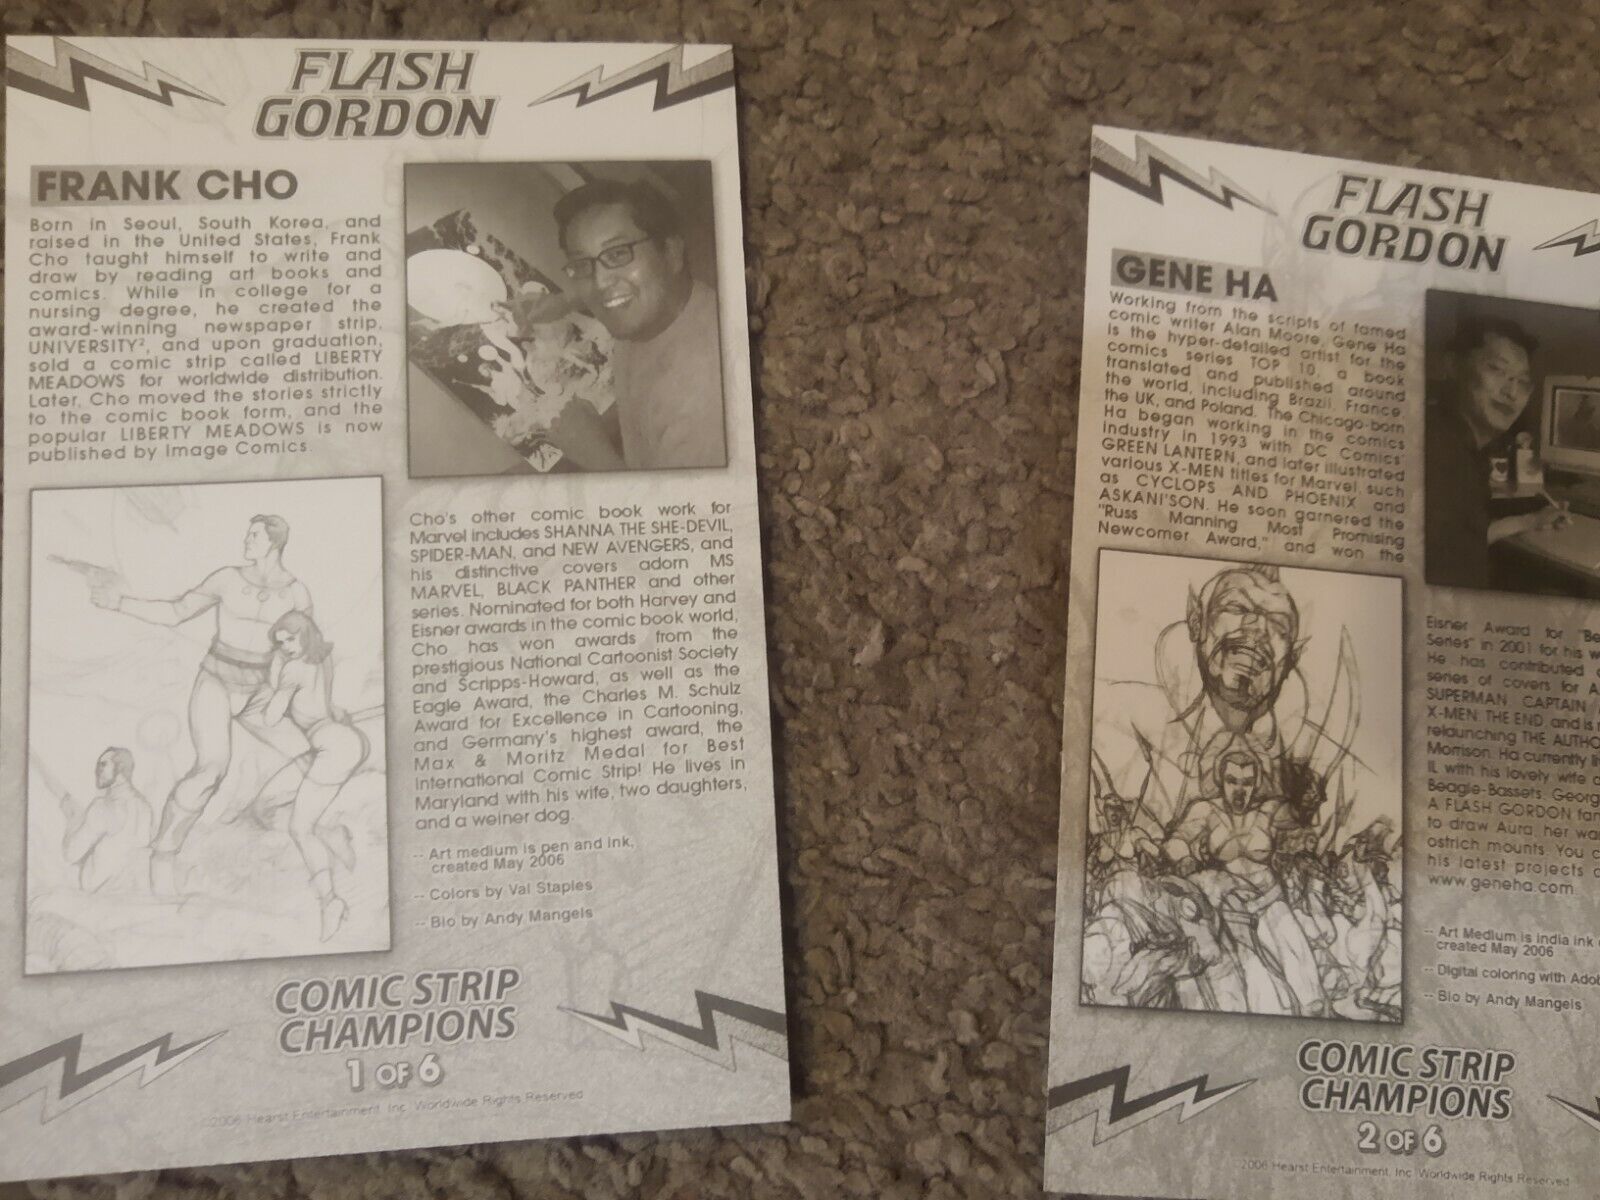 FLASH
GORDON
FRANK CHO
Born in Seoul, South Korea, and
raised in the United States, Frank
Cho taught himself to write and
draw by reading art books and
comics. While in college for a
nursing degree, he created the
award-winning newspaper strip,
UNIVERSITY², and upon graduation,
sold a comic strip called LIBERTY
MEADOWS for worldwide distribution.
Later, Cho moved the stories strictly
to the comic book form, and the
popular LIBERTY MEADOWS is now
published by Image Comics.
Cho's other comic book work for
Marvel includes SHANNA THE SHE-DEVIL,
SPIDER-MAN, and NEW AVENGERS, and
his distinctive covers adorn MS
MARVEL, BLACK PANTHER and other
series. Nominated for both Harvey and
Eisner awards in the comic book world,
Cho has won awards from the
prestigious National Cartoonist Society
and Scripps-Howard, as well as the
Eagle Award, the Charles M. Schulz
Award for Excellence in Cartooning,
and Germany's highest award, the
Max & Moritz Medal for Best
International Comic Strip! He lives in
Maryland with his wife, two daughters,
and a weiner dog.
-- Art medium is pen and ink,
created May 2006
-- Colors by Val Staples
-- Bio by Andy Mangels
COMIC STRIP
CHAMPIONS
1 OF 6
©2006 Hearst Entertainment, Inc. Worldwide Rights Reserved
FLASH
GORDON
GENE HA
Working from the scripts of famed
comic writer Alan Moore, Gene Ha
is the hyper-detailed artist for the
comics series TOP 10, a book
translated and published around
the world, including Brazil, France,
the UK, and Poland. The Chicago-born
Ha began working in the comics
industry in 1993 with DC Comics'
GREEN LANTERN, and later illustrated
various X-MEN titles for Marvel, such
as CYCLOPS AND PHOENIX and
ASKANI'SON. He soon garnered the
"Russ Manning Most Promising
Newcomer Award," and won the
Eisner Award for "Be
Series" in 2001 for his w
He has contributed
series of covers for A
SUPERMAN, CAPTAIN
X-MEN: THE END, and is
relaunching THE AUTHO
Morrison. Ha currently li
IL with his lovely wife
Beagle-Bassets, Georg
A FLASH GORDON fan
to draw Aura, her wa
ostrich mounts. You c
his latest projects
www.geneha.com.
-- Art Medium is india ink
created May 2006
-- Digital coloring with Adob
-- Bio by Andy Mangels
COMIC STRIP
CHAMPIONS
2 OF 6
2006 Hearst Entertainment, Inc. Worldwide Rights Reserved